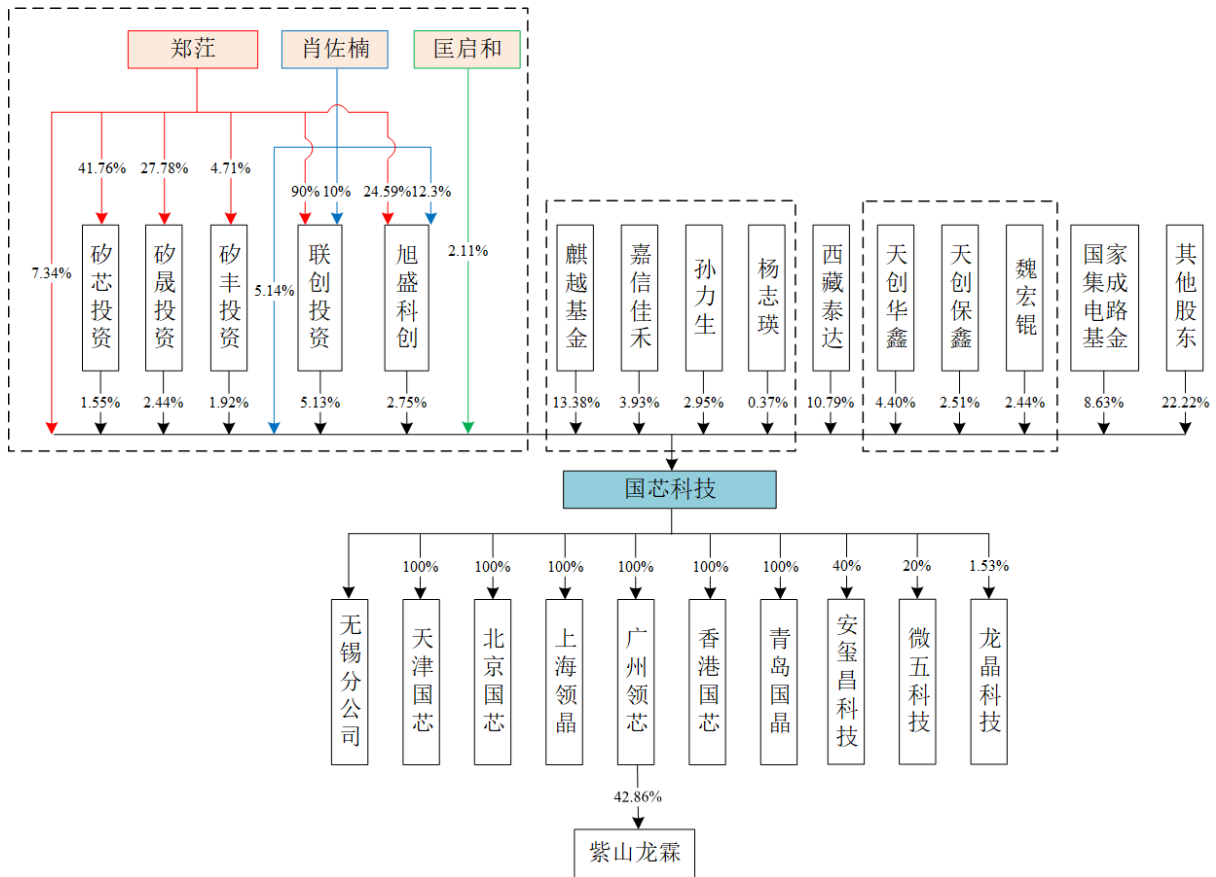 郑茳
肖佐楠
匡启和
41.76%
27.78%
4.71%
90%
10%
24.59%
12.3%
7.34%
5.14%
2.11%
矽芯投资
矽晟投资
矽丰投资
联创投资
旭盛科创
麒越基金
嘉信佳禾
孙力生
杨志瑛
西藏泰达
天创华鑫
天创保鑫
魏宏锟
国家集成电路基金
其他股东
1.55%
2.44%
1.92%
5.13%
2.75%
13.38%
3.93%
2.95%
0.37%
10.79%
4.40%
2.51%
2.44%
8.63%
22.22%
国芯科技
100%
100%
100%
100%
100%
100%
40%
20%
1.53%
无锡分公司
天津国芯
北京国芯
上海领晶
广州领芯
香港国芯
青岛国晶
安玺昌科技
微五科技
龙晶科技
42.86%
紫山龙霖